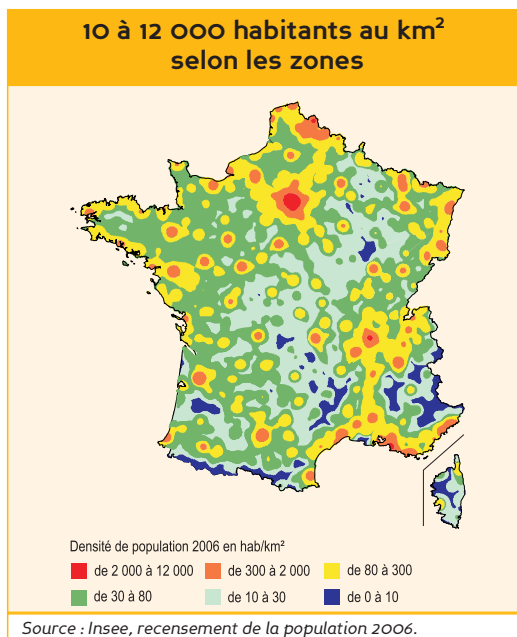 10 à 12 000 habitants au km²
selon les zones
Densité de population 2006 en hab/km²
de 2 000 à 12 000 de 300 à 2 000 de 80 à 300
de 30 à 80 de 10 à 30 de 0 à 10
Source : Insee, recensement de la population 2006.